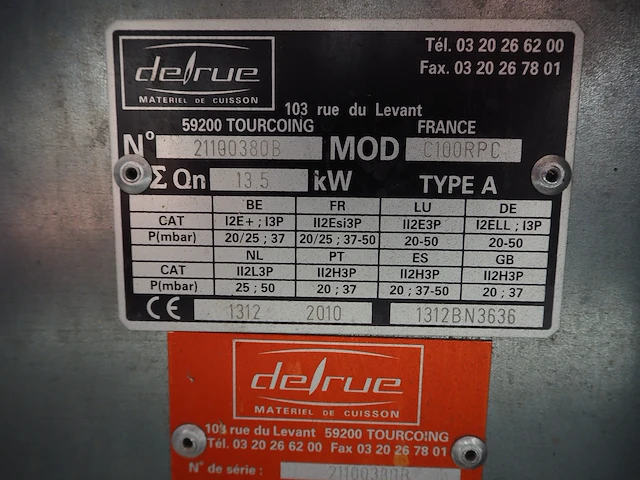 delrue
MATERIEL DE CUISSON
Tél. 03 20 26 62 00
Fax. 03 20 26 78 01
103 rue du Levant
59200 TOURCOING FRANCE
N° 21100380B MOD C100RPC
Σ Qn 13 5 kW TYPE A
BE FR LU DE
CAT I2E+ ; I3P II2Esi3P II2E3P I2ELL ; I3P
P(mbar) 20/25 ; 37 20/25 ; 37-50 20-50 20-50
NL PT ES GB
CAT II2L3P II2H3P II2H3P II2H3P
P(mbar) 25 ; 50 20 ; 37 20 ; 37-50 20 ; 37
CE 1312 2010 1312BN3636
delrue
MATERIEL DE CUISSON
103 rue du Levant 59200 TOURCOING
Tél. 03 20 26 62 00 Fax 03 20 26 78 01
N° de série : 21100380B